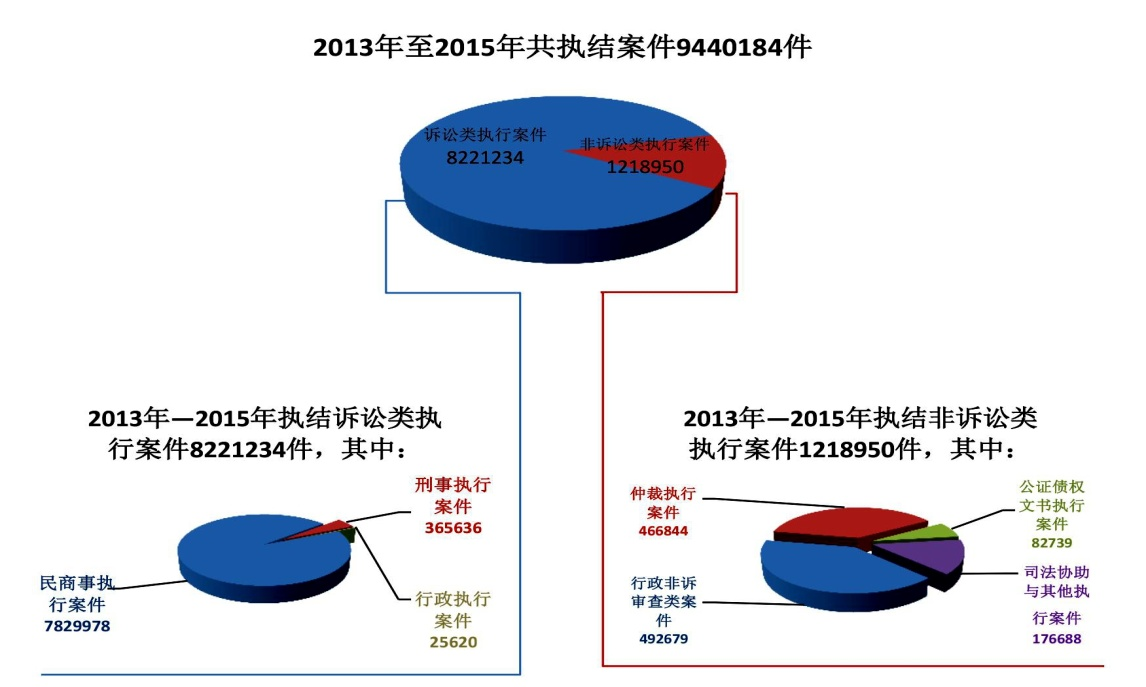 2013年至2015年共执结案件9440184件
诉讼类执行案件
8221234
非诉讼类执行案件
1218950
2013年—2015年执结诉讼类执
行案件8221234件，其中：
刑事执行
案件
365636
民商事执
行案件
7829978
行政执行
案件
25620
2013年—2015年执结非诉讼类
执行案件1218950件，其中：
仲裁执行
案件
466844
公证债权
文书执行
案件
82739
行政非诉
审查类案
件
492679
司法协助
与其他执
行案件
176688